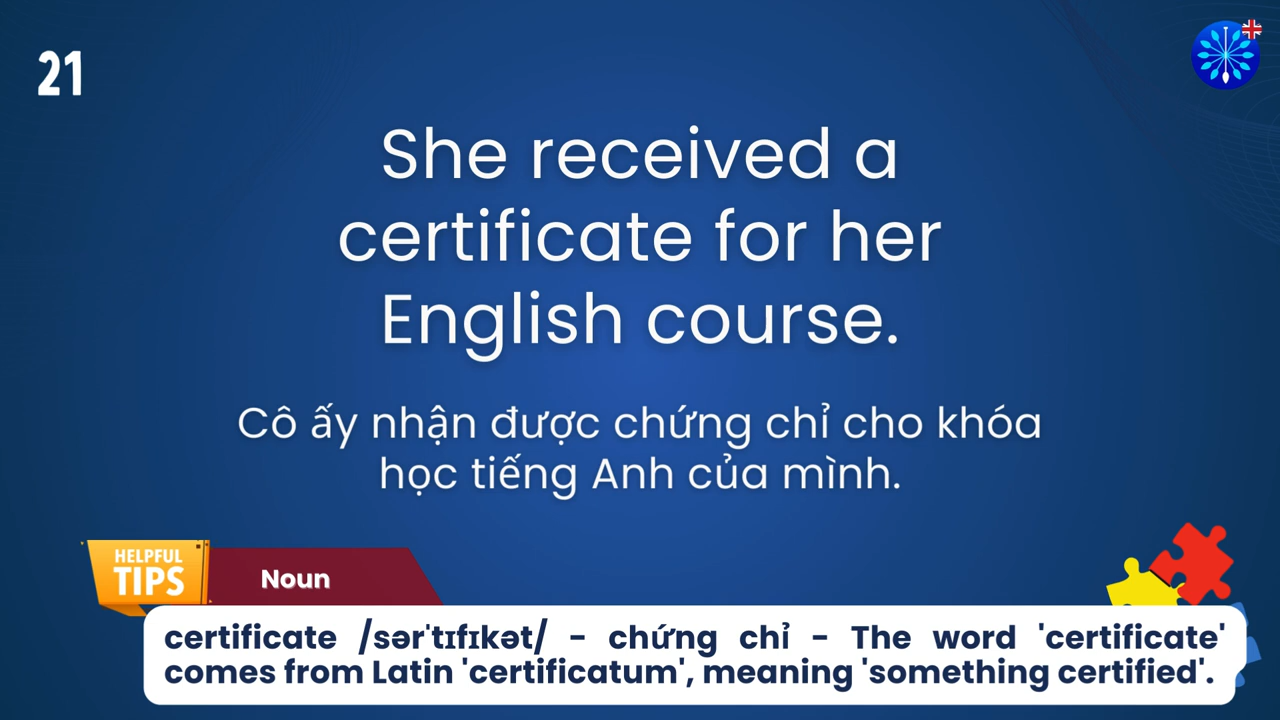 21
She received a
certificate for her
English course.
Cô ấy nhận được chứng chỉ cho khóa
học tiếng Anh của mình.
HELPFUL
TIPS
Noun
certificate /sərˈtɪfɪkət/ - chứng chỉ - The word 'certificate'
comes from Latin 'certificatum', meaning 'something certified'.